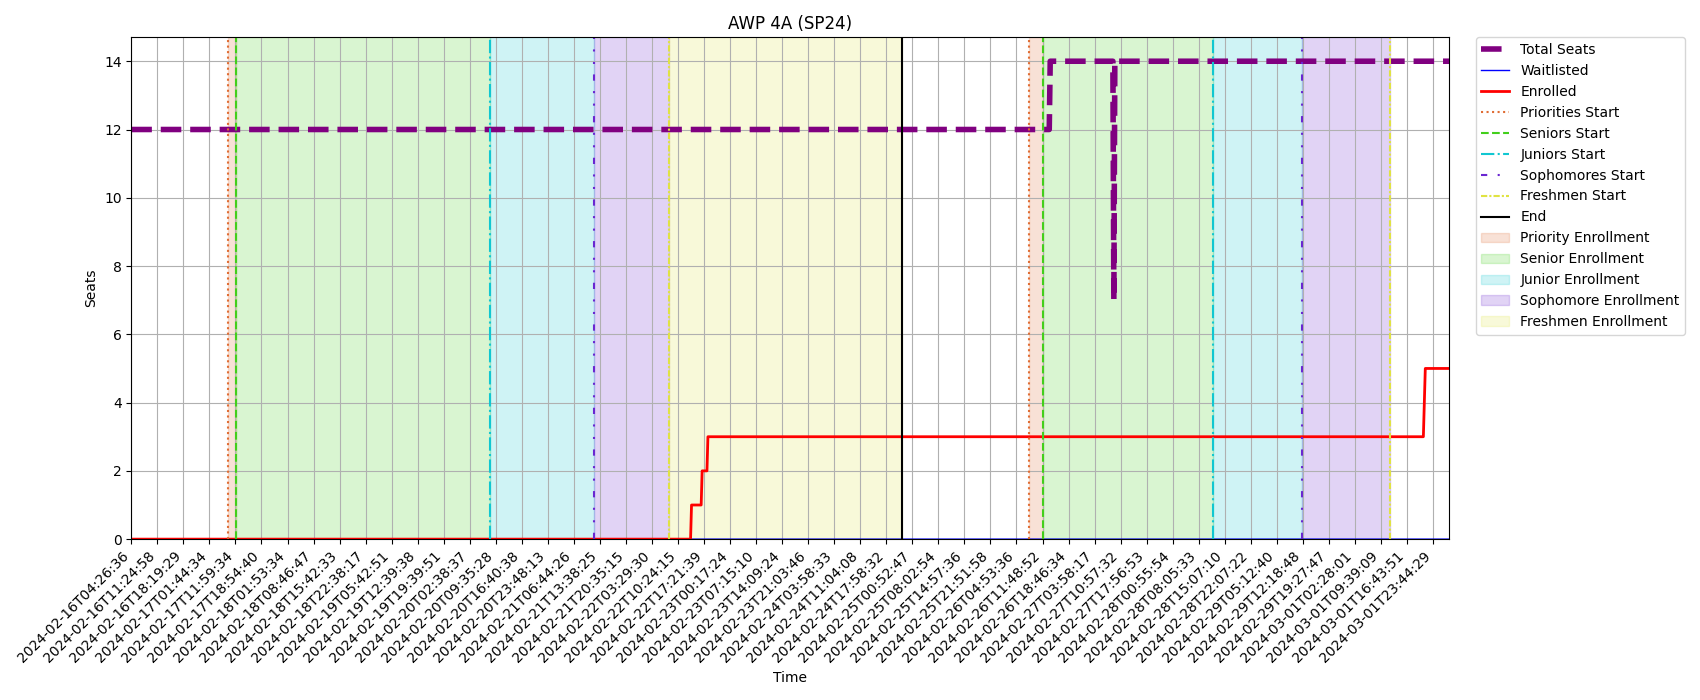 AWP 4A (SP24)
Seats
14
12
10
8
6
4
2
0
2024-02-16T04:26:36
2024-02-16T11:24:58
2024-02-16T18:19:29
2024-02-17T01:44:34
2024-02-17T11:59:34
2024-02-17T18:54:40
2024-02-18T01:53:34
2024-02-18T08:46:47
2024-02-18T15:42:33
2024-02-18T22:38:17
2024-02-19T05:42:51
2024-02-19T12:39:38
2024-02-19T19:39:51
2024-02-20T02:38:37
2024-02-20T09:35:28
2024-02-20T16:40:38
2024-02-20T23:48:13
2024-02-21T06:44:26
2024-02-21T13:38:25
2024-02-21T20:35:15
2024-02-22T03:29:30
2024-02-22T10:24:15
2024-02-22T17:21:39
2024-02-23T00:17:24
2024-02-23T07:15:10
2024-02-23T14:09:24
2024-02-23T21:03:46
2024-02-24T03:58:33
2024-02-24T11:04:08
2024-02-24T17:58:32
2024-02-25T00:52:47
2024-02-25T08:02:54
2024-02-25T14:57:36
2024-02-25T21:51:58
2024-02-26T04:53:36
2024-02-26T11:48:52
2024-02-26T18:46:34
2024-02-27T03:58:17
2024-02-27T10:57:32
2024-02-27T17:56:53
2024-02-28T00:55:54
2024-02-28T08:05:33
2024-02-28T15:07:10
2024-02-28T22:07:22
2024-02-29T05:12:40
2024-02-29T12:18:48
2024-02-29T19:27:47
2024-03-01T02:28:01
2024-03-01T09:39:09
2024-03-01T16:43:51
2024-03-01T23:44:29
Time
Total Seats
Waitlisted
Enrolled
Priorities Start
Seniors Start
Juniors Start
Sophomores Start
Freshmen Start
End
Priority Enrollment
Senior Enrollment
Junior Enrollment
Sophomore Enrollment
Freshmen Enrollment